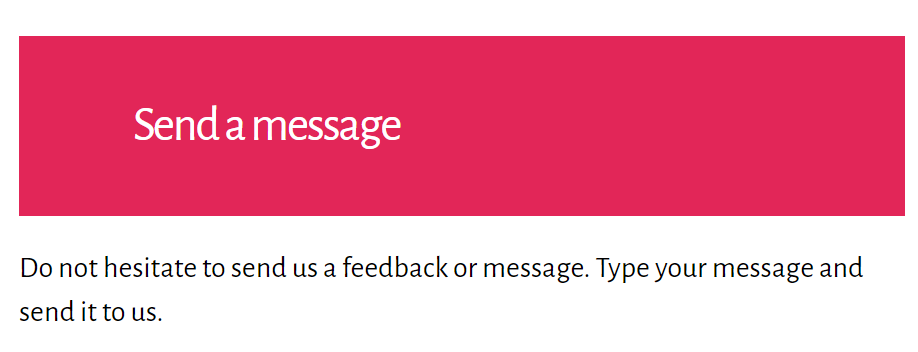 Send a message
Do not hesitate to send us a feedback or message. Type your message and
send it to us.